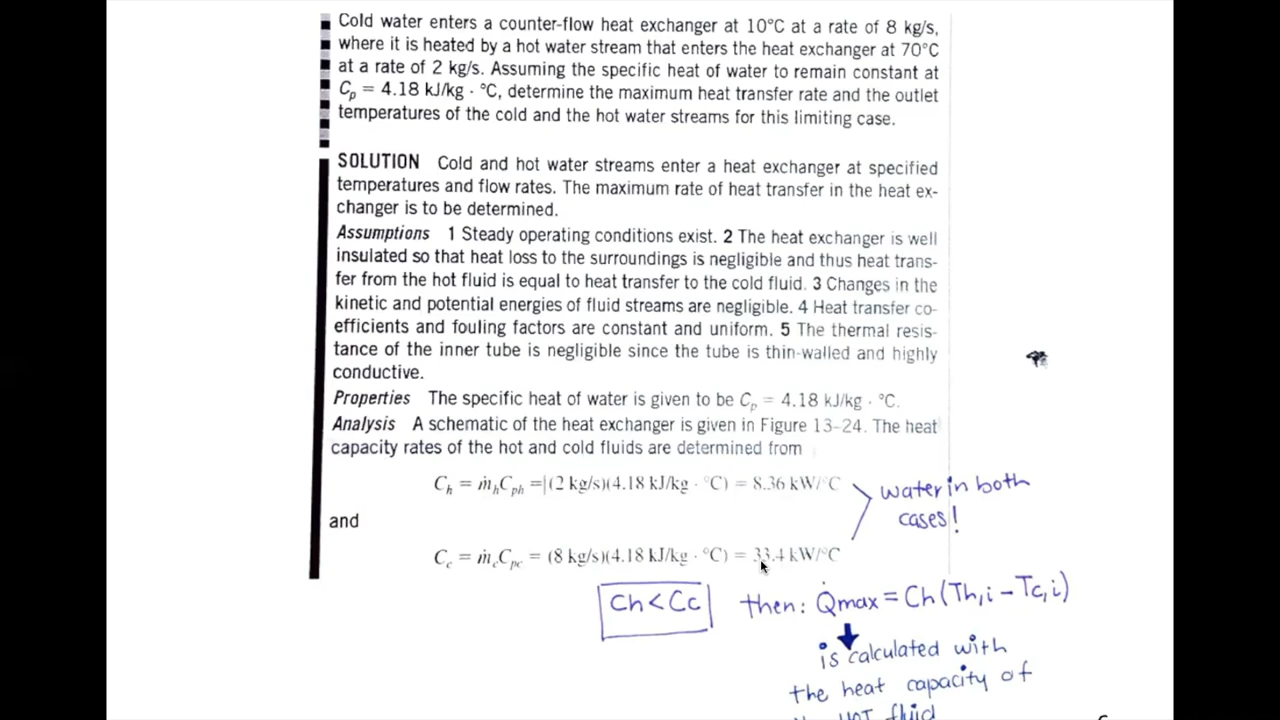 Cold water enters a counter-flow heat exchanger at 10°C at a rate of 8 kg/s,
where it is heated by a hot water stream that enters the heat exchanger at 70°C
at a rate of 2 kg/s. Assuming the specific heat of water to remain constant at
Cp = 4.18 kJ/kg · °C, determine the maximum heat transfer rate and the outlet
temperatures of the cold and the hot water streams for this limiting case.
SOLUTION Cold and hot water streams enter a heat exchanger at specified
temperatures and flow rates. The maximum rate of heat transfer in the heat ex-
changer is to be determined.
Assumptions 1 Steady operating conditions exist. 2 The heat exchanger is well
insulated so that heat loss to the surroundings is negligible and thus heat trans-
fer from the hot fluid is equal to heat transfer to the cold fluid. 3 Changes in the
kinetic and potential energies of fluid streams are negligible. 4 Heat transfer co-
efficients and fouling factors are constant and uniform. 5 The thermal resis-
tance of the inner tube is negligible since the tube is thin-walled and highly
conductive.
Properties The specific heat of water is given to be Cp = 4.18 kJ/kg · °C.
Analysis A schematic of the heat exchanger is given in Figure 13–24. The heat
capacity rates of the hot and cold fluids are determined from
Ch = ṁhCph = (2 kg/s)(4.18 kJ/kg · °C) = 8.36 kW/°C
water in both
cases!
and
Cc = ṁcCpc = (8 kg/s)(4.18 kJ/kg · °C) = 33.4 kW/°C
Ch < Cc then: Q̇max = Ch(Th,i - Tc,i)
is calculated with
the heat capacity of
HOT fluid